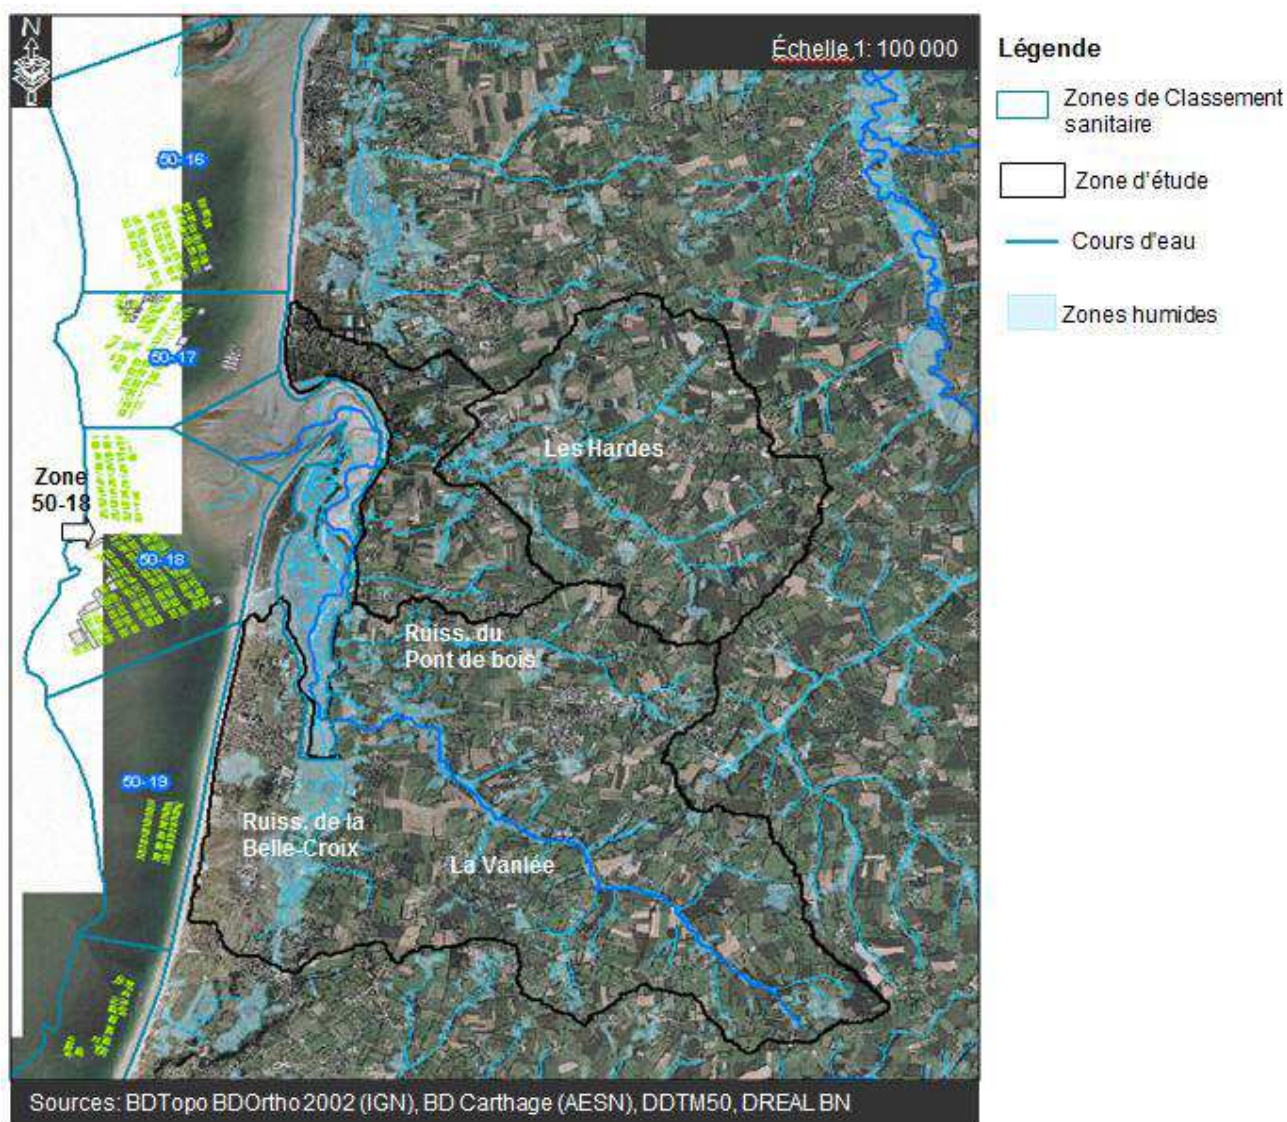 N
Échelle 1: 100 000
Légende
Zones de Classement
sanitaire
Zone d'étude
Cours d'eau
Zones humides
50-16
50-17
Zone
50-18
50-18
50-19
Les Hardes
Ruiss. du
Pont de bois
Ruiss. de la
Belle-Croix
La Vanlée
Sources: BDTopo BDOrtho 2002 (IGN), BD Carthage (AESN), DDTM50, DREAL BN